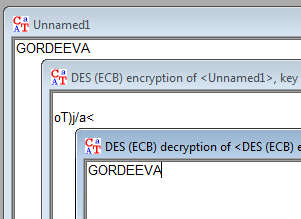 Unnamed1
GORDEEVA
DES (ECB) encryption of <Unnamed1>, key
oT)j/a<
DES (ECB) decryption of <DES (ECB) e
GORDEEVA